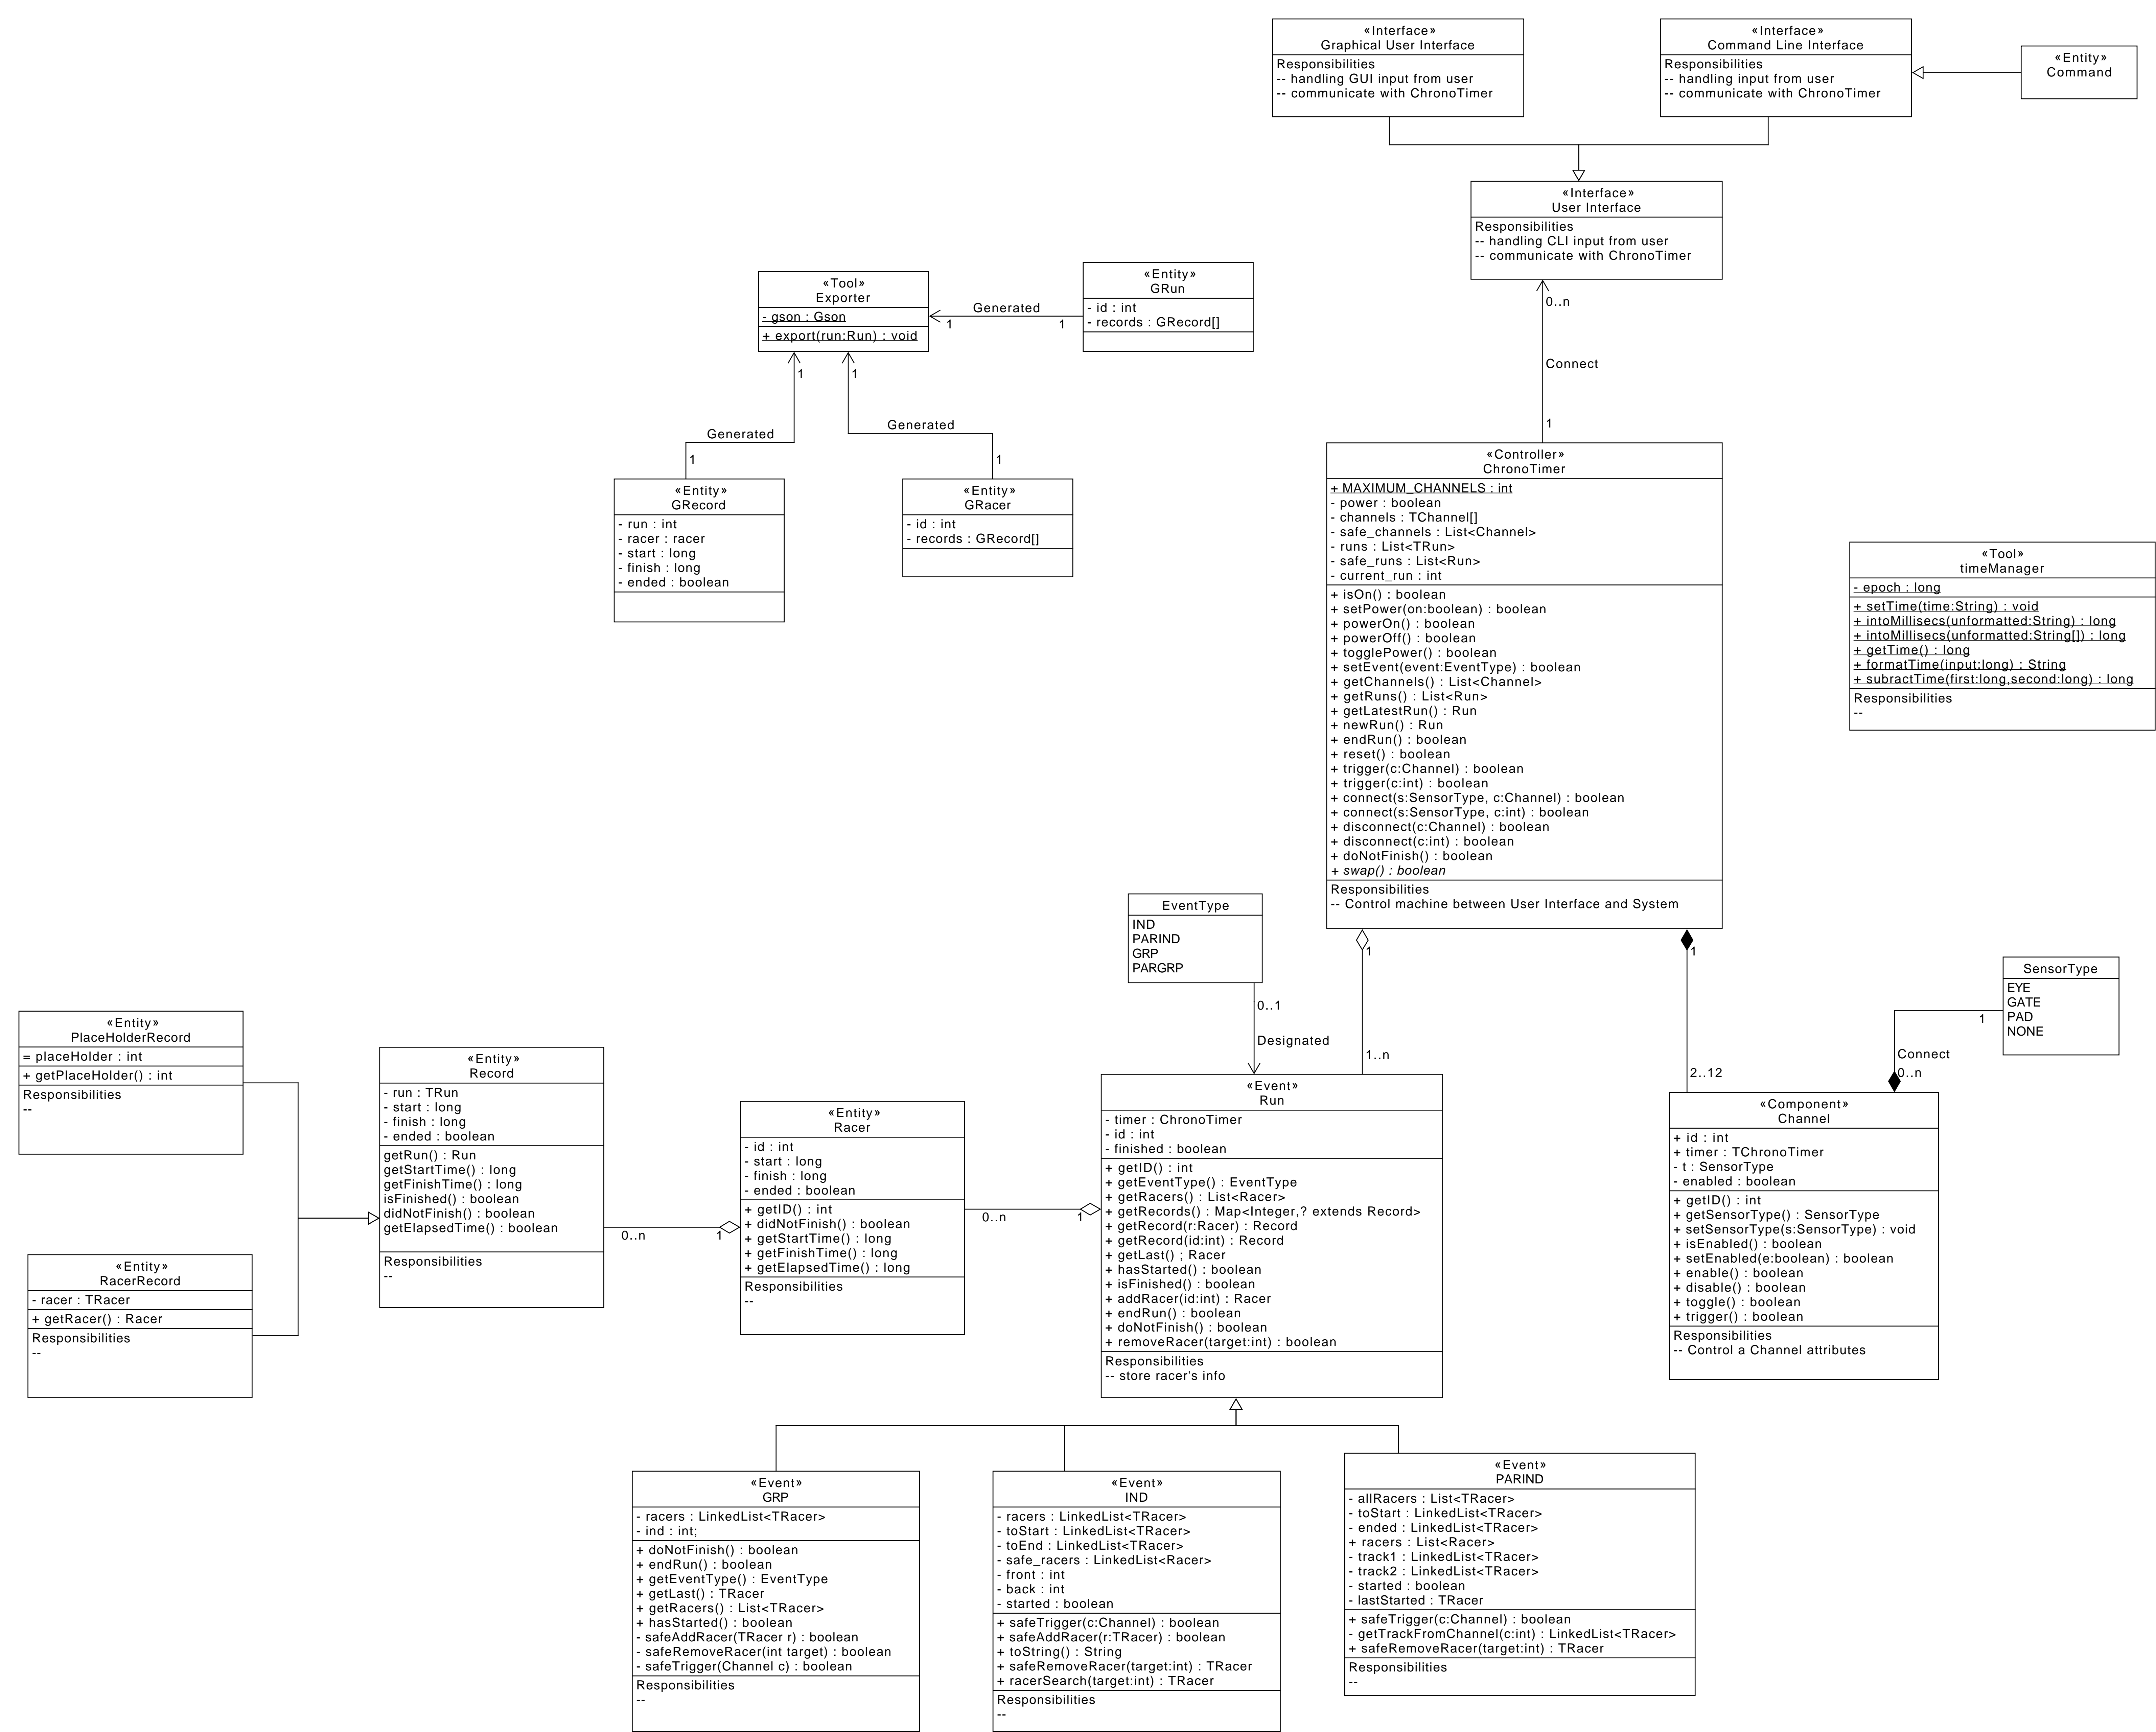 «Interface»
Graphical User Interface
Responsibilities
-- handling GUI input from user
-- communicate with ChronoTimer
«Interface»
Command Line Interface
Responsibilities
-- handling input from user
-- communicate with ChronoTimer
«Entity»
Command
«Interface»
User Interface
Responsibilities
-- handling CLI input from user
-- communicate with ChronoTimer
0..n
Connect
1
«Tool»
Exporter
- gson : Gson
+ export(run:Run) : void
Generated
1
1
«Entity»
GRun
- id : int
- records : GRecord[]
1
1
Generated
Generated
1
1
«Entity»
GRecord
- run : int
- racer : racer
- start : long
- finish : long
- ended : boolean
«Entity»
GRacer
- id : int
- records : GRecord[]
«Controller»
ChronoTimer
+ MAXIMUM_CHANNELS : int
- power : boolean
- channels : TChannel[]
- safe_channels : List<Channel>
- runs : List<TRun>
- safe_runs : List<Run>
- current_run : int
+ isOn() : boolean
+ setPower(on:boolean) : boolean
+ powerOn() : boolean
+ powerOff() : boolean
+ togglePower() : boolean
+ setEvent(event:EventType) : boolean
+ getChannels() : List<Channel>
+ getRuns() : List<Run>
+ getLatestRun() : Run
+ newRun() : Run
+ endRun() : boolean
+ reset() : boolean
+ trigger(c:Channel) : boolean
+ trigger(c:int) : boolean
+ connect(s:SensorType, c:Channel) : boolean
+ connect(s:SensorType, c:int) : boolean
+ disconnect(c:Channel) : boolean
+ disconnect(c:int) : boolean
+ doNotFinish() : boolean
+ swap() : boolean
Responsibilities
-- Control machine between User Interface and System
«Tool»
timeManager
- epoch : long
+ setTime(time:String) : void
+ intoMillisecs(unformatted:String) : long
+ intoMillisecs(unformatted:String[]) : long
+ getTime() : long
+ formatTime(input:long) : String
+ subractTime(first:long,second:long) : long
Responsibilities
--
EventType
IND
PARIND
GRP
PARGRP
0..1
Designated
1
1..n
1
2..12
SensorType
EYE
GATE
PAD
NONE
1
Connect
0..n
«Entity»
PlaceHolderRecord
= placeHolder : int
+ getPlaceHolder() : int
Responsibilities
--
«Entity»
RacerRecord
- racer : TRacer
+ getRacer() : Racer
Responsibilities
--
«Entity»
Record
- run : TRun
- start : long
- finish : long
- ended : boolean
getRun() : Run
getStartTime() : long
getFinishTime() : long
isFinished() : boolean
didNotFinish() : boolean
getElapsedTime() : boolean
Responsibilities
--
0..n
1
«Entity»
Racer
- id : int
- start : long
- finish : long
- ended : boolean
+ getID() : int
+ didNotFinish() : boolean
+ getStartTime() : long
+ getFinishTime() : long
+ getElapsedTime() : long
Responsibilities
--
0..n
1
«Event»
Run
- timer : ChronoTimer
- id : int
- finished : boolean
+ getID() : int
+ getEventType() : EventType
+ getRacers() : List<Racer>
+ getRecords() : Map<Integer,? extends Record>
+ getRecord(r:Racer) : Record
+ getRecord(id:int) : Record
+ getLast() ; Racer
+ hasStarted() : boolean
+ isFinished() : boolean
+ addRacer(id:int) : Racer
+ endRun() : boolean
+ doNotFinish() : boolean
+ removeRacer(target:int) : boolean
Responsibilities
-- store racer's info
«Component»
Channel
+ id : int
+ timer : TChronoTimer
- t : SensorType
- enabled : boolean
+ getID() : int
+ getSensorType() : SensorType
+ setSensorType(s:SensorType) : void
+ isEnabled() : boolean
+ setEnabled(e:boolean) : boolean
+ enable() : boolean
+ disable() : boolean
+ toggle() : boolean
+ trigger() : boolean
Responsibilities
-- Control a Channel attributes
«Event»
GRP
- racers : LinkedList<TRacer>
- ind : int;
+ doNotFinish() : boolean
+ endRun() : boolean
+ getEventType() : EventType
+ getLast() : TRacer
+ getRacers() : List<TRacer>
+ hasStarted() : boolean
- safeAddRacer(TRacer r) : boolean
- safeRemoveRacer(int target) : boolean
- safeTrigger(Channel c) : boolean
Responsibilities
--
«Event»
IND
- racers : LinkedList<TRacer>
- toStart : LinkedList<TRacer>
- toEnd : LinkedList<TRacer>
- safe_racers : LinkedList<Racer>
- front : int
- back : int
- started : boolean
+ safeTrigger(c:Channel) : boolean
+ safeAddRacer(r:TRacer) : boolean
+ toString() : String
+ safeRemoveRacer(target:int) : TRacer
+ racerSearch(target:int) : TRacer
Responsibilities
--
«Event»
PARIND
- allRacers : List<TRacer>
- toStart : LinkedList<TRacer>
- ended : LinkedList<TRacer>
+ racers : List<Racer>
- track1 : LinkedList<TRacer>
- track2 : LinkedList<TRacer>
- started : boolean
- lastStarted : TRacer
+ safeTrigger(c:Channel) : boolean
- getTrackFromChannel(c:int) : LinkedList<TRacer>
+ safeRemoveRacer(target:int) : TRacer
Responsibilities
--